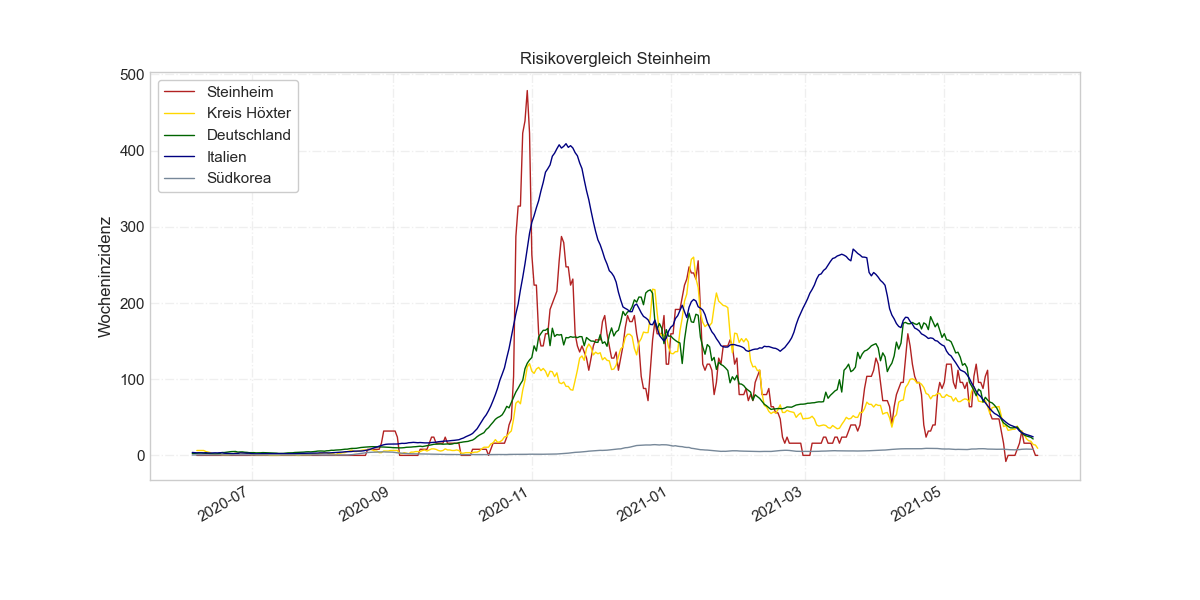 Risikovergleich Steinheim
Wocheninzidenz
500
400
300
200
100
0
Steinheim
Kreis Höxter
Deutschland
Italien
Südkorea
2020-07
2020-09
2020-11
2021-01
2021-03
2021-05